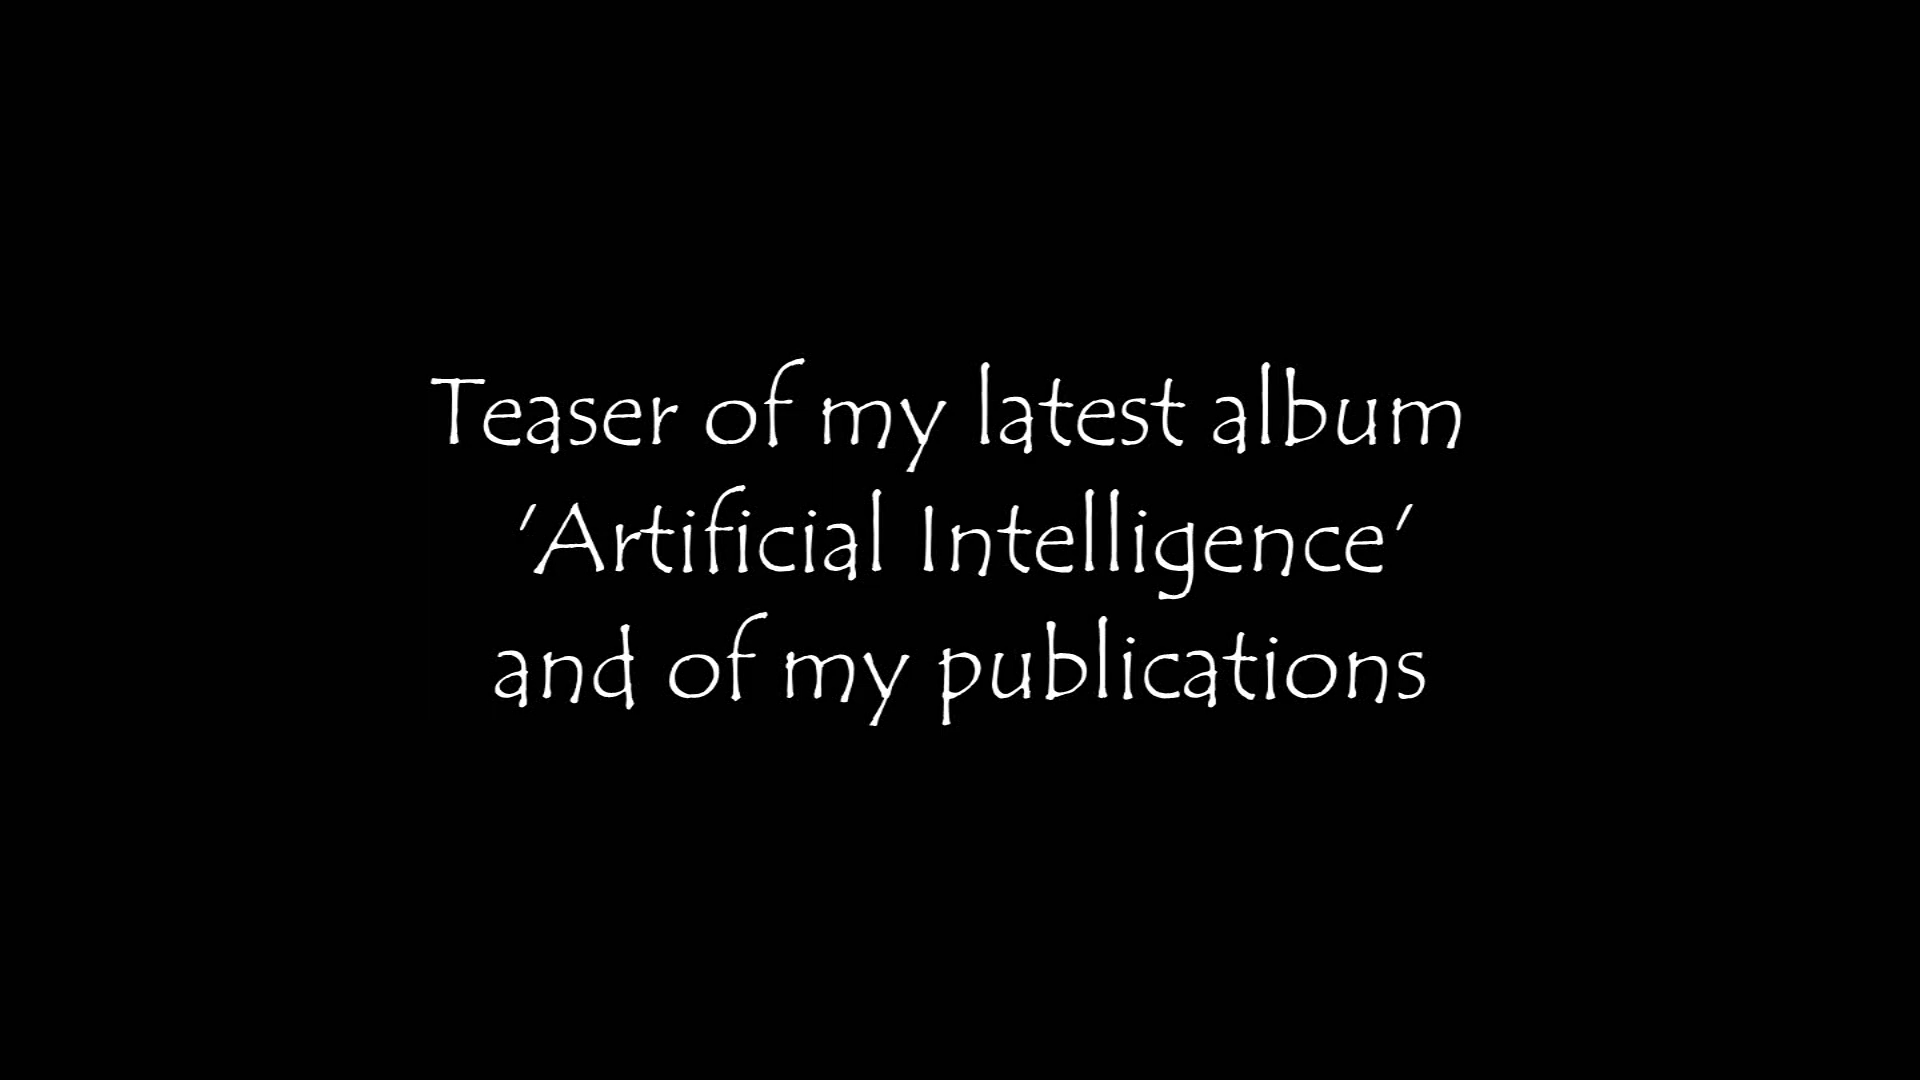 Teaser of my latest album
'Artificial Intelligence'
and of my publications